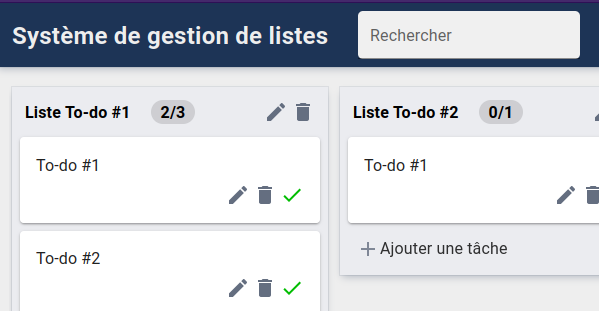 Système de gestion de listes
Rechercher
Liste To-do #1 2/3
To-do #1
To-do #2
Liste To-do #2 0/1
To-do #1
Ajouter une tâche